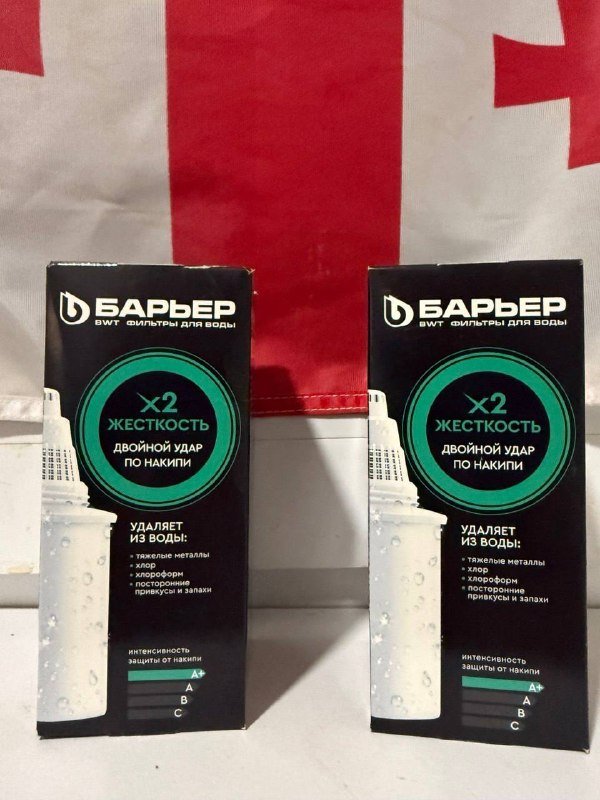 БАРЬЕР
BWT ФИЛЬТРЫ ДЛЯ ВОДЫ
x2
ЖЕСТКОСТЬ
ДВОЙНОЙ УДАР
ПО НАКИПИ
УДАЛЯЕТ
ИЗ ВОДЫ:
• тяжелые металлы
• хлор
• хлороформ
• посторонние
привкусы и запахи
интенсивность
защиты от накипи
A+
A
B
C
БАРЬЕР
BWT ФИЛЬТРЫ ДЛЯ ВОДЫ
x2
ЖЕСТКОСТЬ
ДВОЙНОЙ УДАР
ПО НАКИПИ
УДАЛЯЕТ
ИЗ ВОДЫ:
• тяжелые металлы
• хлор
• хлороформ
• посторонние
привкусы и запахи
интенсивность
защиты от накипи
A+
A
B
C